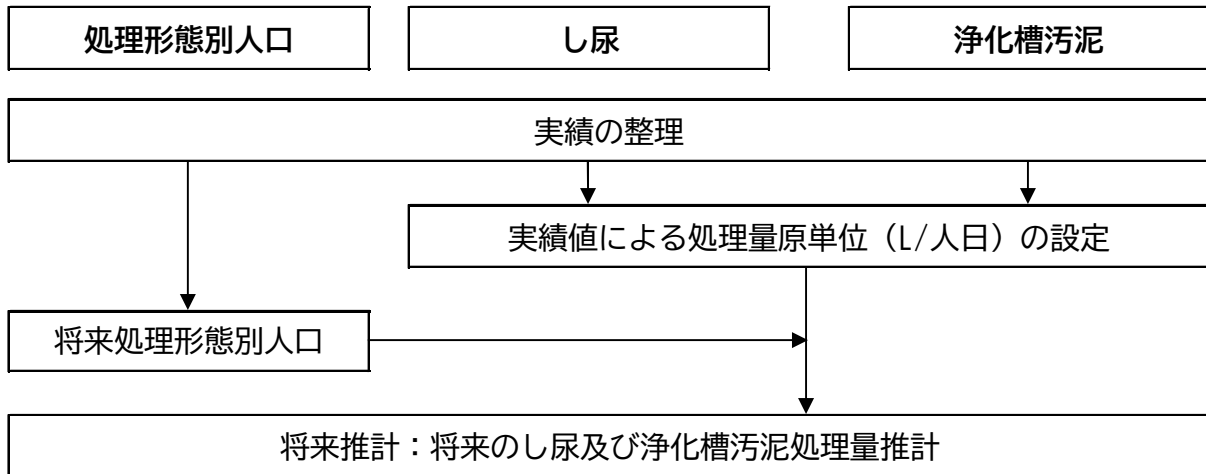 処理形態別人口
し尿
浄化槽汚泥
実績の整理
実績値による処理量原単位（L/人日）の設定
将来処理形態別人口
将来推計：将来のし尿及び浄化槽汚泥処理量推計